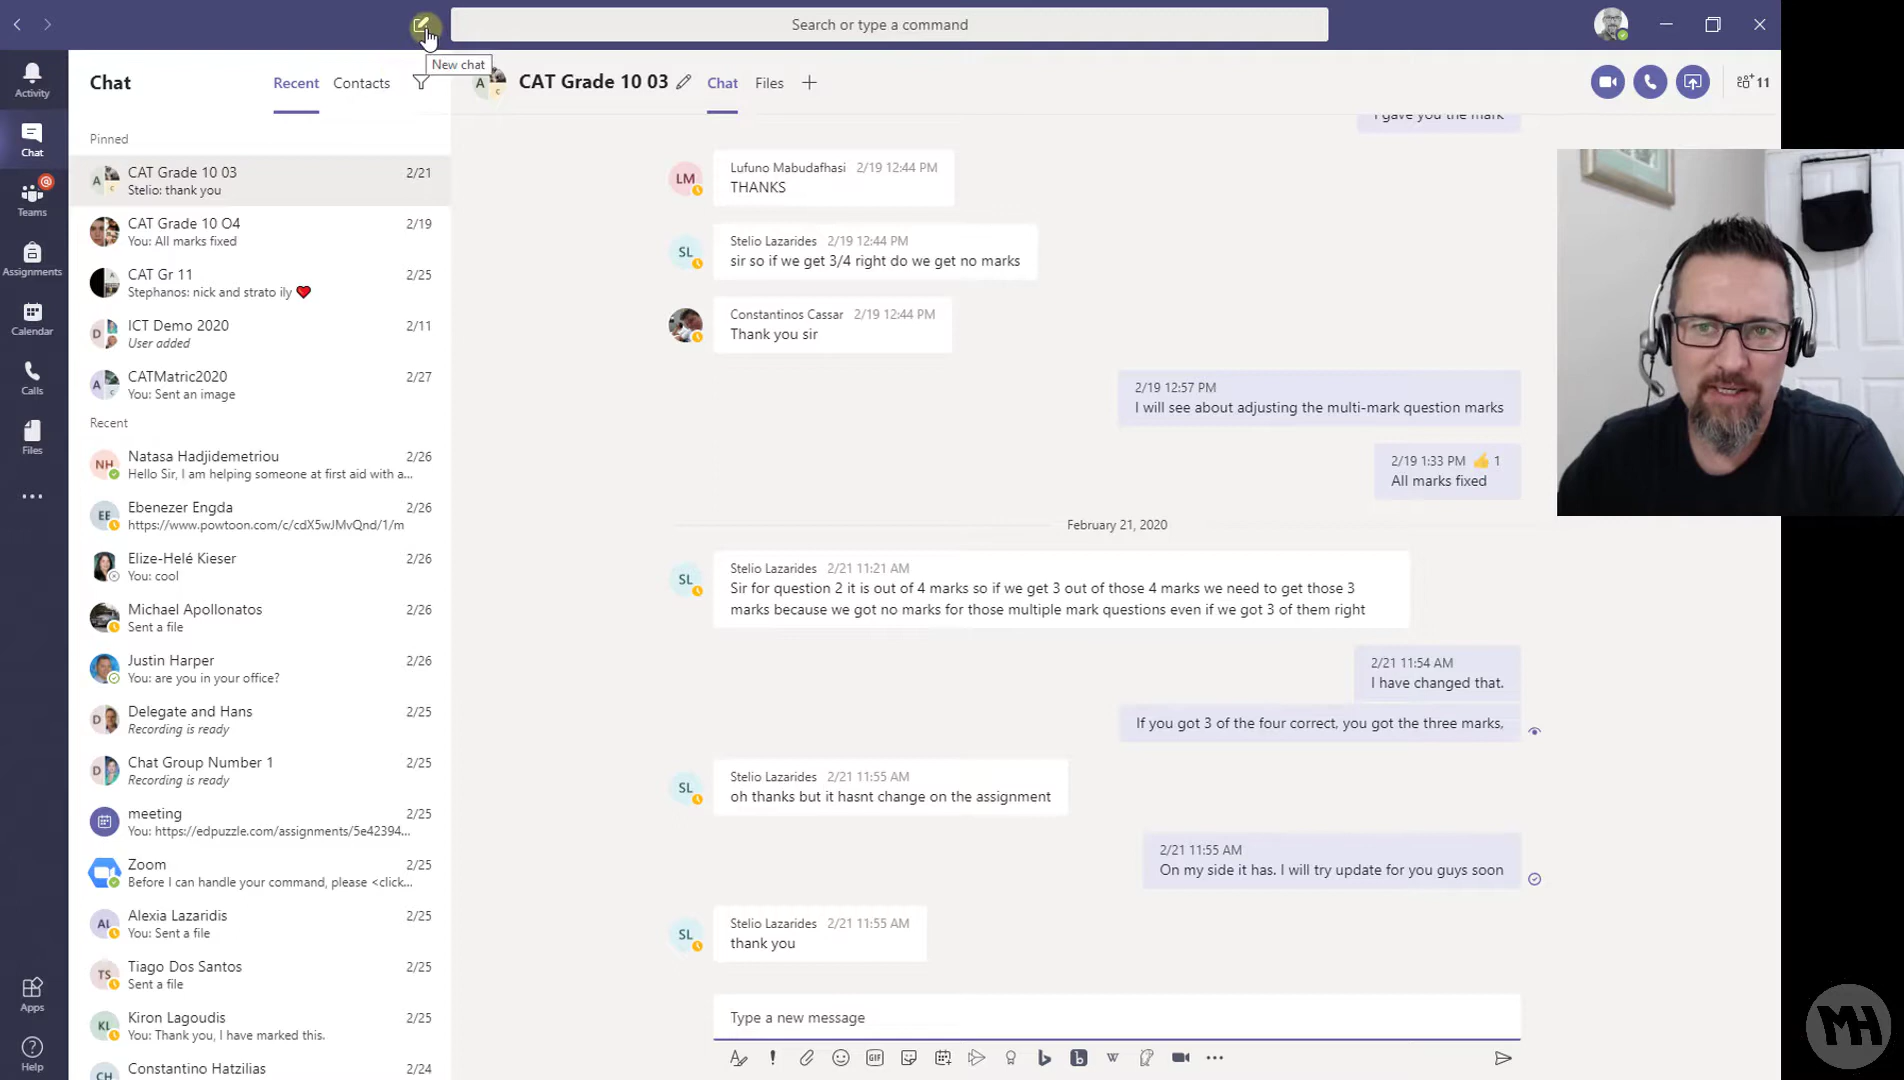 Search or type a command
New chat
Activity
Chat
Teams
Assignments
Calendar
Calls
Files
Apps
Help
Chat
Recent
Contacts
Pinned
CAT Grade 10 03
2/21
Stelio: thank you
CAT Grade 10 O4
2/19
You: All marks fixed
CAT Gr 11
2/25
Stephanos: nick and strato ily ❤
ICT Demo 2020
2/11
User added
CATMatric2020
2/27
You: Sent an image
Recent
NH
Natasa Hadjidemetriou
2/26
Hello Sir, I am helping someone at first aid with a...
EE
Ebenezer Engda
2/26
https://www.powtoon.com/c/cdX5wJMvQnd/1/m
Elize-Helé Kieser
2/26
You: cool
Michael Apollonatos
2/26
Sent a file
Justin Harper
2/26
You: are you in your office?
Delegate and Hans
2/25
Recording is ready
Chat Group Number 1
2/25
Recording is ready
meeting
2/25
You: https://edpuzzle.com/assignments/5e42394...
Zoom
2/25
Before I can handle your command, please <click...
AL
Alexia Lazaridis
2/25
You: Sent a file
TS
Tiago Dos Santos
2/25
Sent a file
KL
Kiron Lagoudis
2/25
You: Thank you, I have marked this.
CH
Constantino Hatzilias
2/24
CAT Grade 10 03
Chat
Files
11
I gave you the mark
LM
Lufuno Mabudafhasi 2/19 12:44 PM
THANKS
SL
Stelio Lazarides 2/19 12:44 PM
sir so if we get 3/4 right do we get no marks
Constantinos Cassar 2/19 12:44 PM
Thank you sir
2/19 12:57 PM
I will see about adjusting the multi-mark question marks
2/19 1:33 PM 👍 1
All marks fixed
February 21, 2020
SL
Stelio Lazarides 2/21 11:21 AM
Sir for question 2 it is out of 4 marks so if we get 3 out of those 4 marks we need to get those 3
marks because we got no marks for those multiple mark questions even if we got 3 of them right
2/21 11:54 AM
I have changed that.
If you got 3 of the four correct, you got the three marks,
SL
Stelio Lazarides 2/21 11:55 AM
oh thanks but it hasnt change on the assignment
2/21 11:55 AM
On my side it has. I will try update for you guys soon
SL
Stelio Lazarides 2/21 11:55 AM
thank you
Type a new message
GIF
MH